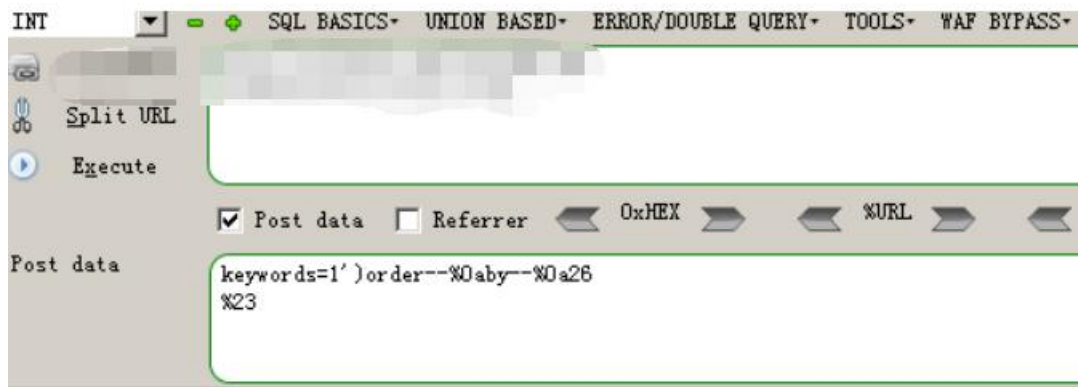 INT SQL BASICS- UNION BASED- ERROR/DOUBLE QUERY- TOOLS- WAF BYPASS-
Split URL
Execute
Post data Referrer 0xHEX %URL
Post data
keywords=1')order--%0aby--%0a26
%23